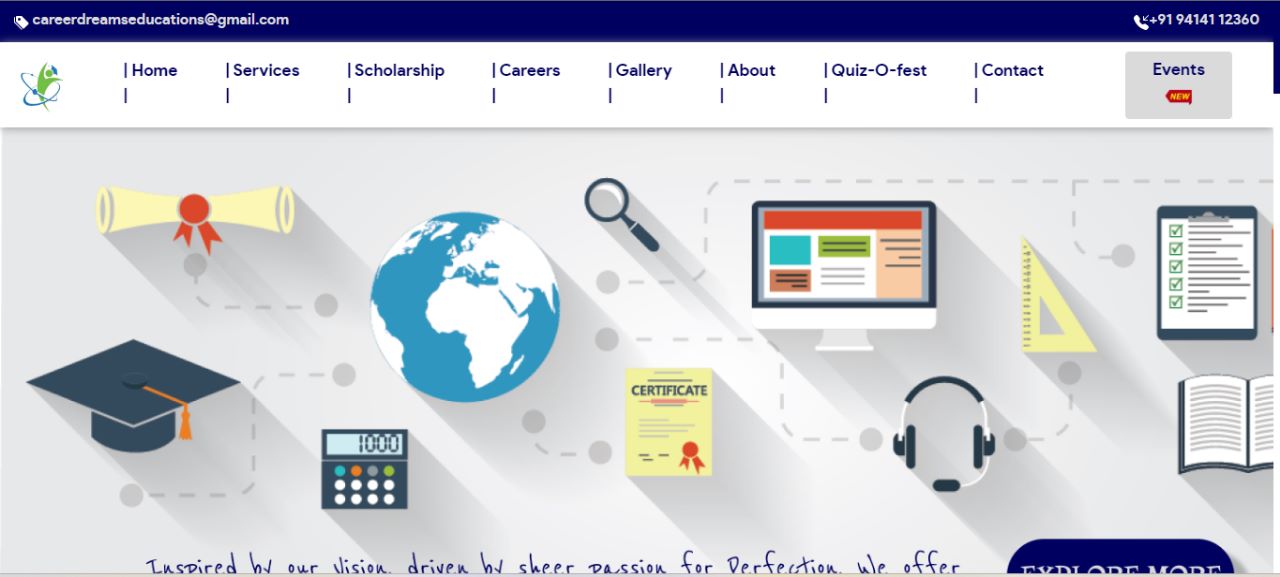 careerdreamseducations@gmail.com
+91 94141 12360
| Home | Services | Scholarship | Careers | Gallery | About | Quiz-O-fest | Contact Events
| | | | | | | | NEW
CERTIFICATE
1000
Inspired by our Vision, driven by sheer passion for Perfection, We offer
EXPLORE MORE